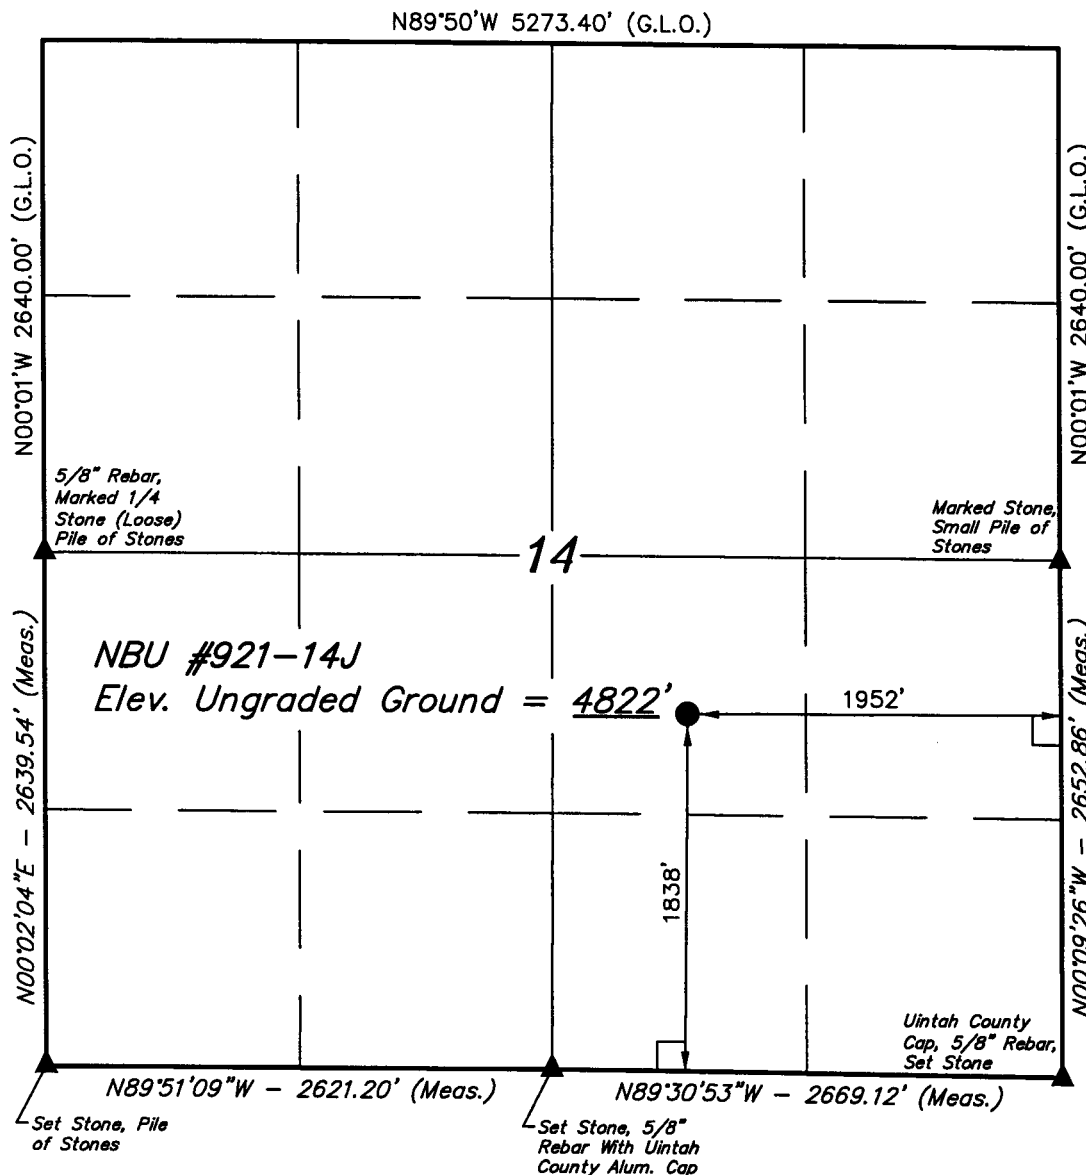 N89°50'W 5273.40' (G.L.O.)
N00°01'W 2640.00' (G.L.O.)
N00°01'W 2640.00' (G.L.O.)
5/8" Rebar,
Marked 1/4
Stone (Loose)
Pile of Stones
Marked Stone,
Small Pile of
Stones
14
NBU #921-14J
Elev. Ungraded Ground = 4822'
1952'
1838'
N00°02'04"E - 2639.54' (Meas.)
N00°09'26"W - 2652.86' (Meas.)
Uintah County
Cap, 5/8" Rebar,
Set Stone
N89°51'09"W - 2621.20' (Meas.)
N89°30'53"W - 2669.12' (Meas.)
Set Stone, Pile
of Stones
Set Stone, 5/8"
Rebar With Uintah
County Alum. Cap